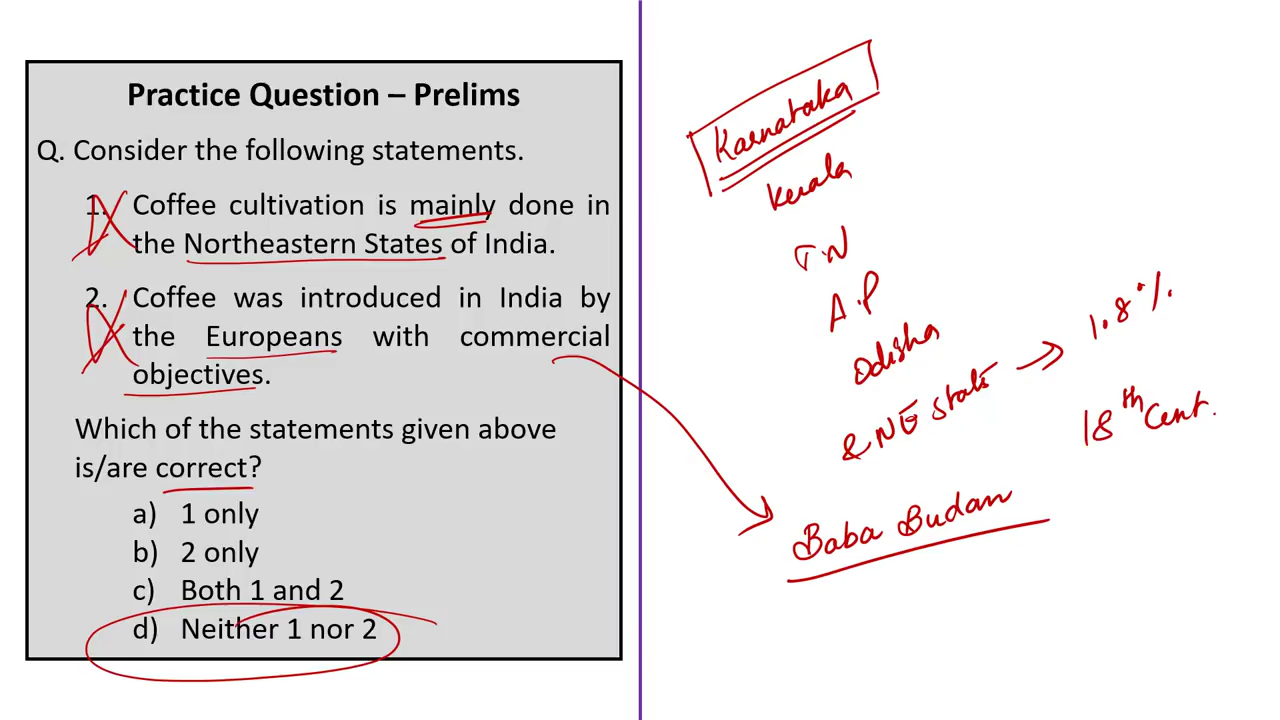 Practice Question – Prelims
Q. Consider the following statements.
1. Coffee cultivation is mainly done in
the Northeastern States of India.
2. Coffee was introduced in India by
the Europeans with commercial
objectives.
Which of the statements given above
is/are correct?
a) 1 only
b) 2 only
c) Both 1 and 2
d) Neither 1 nor 2
Karnataka
Kerala
T.N
A.P
Odisha
& NE states → 1.8%
18th Cent.
Baba Budan